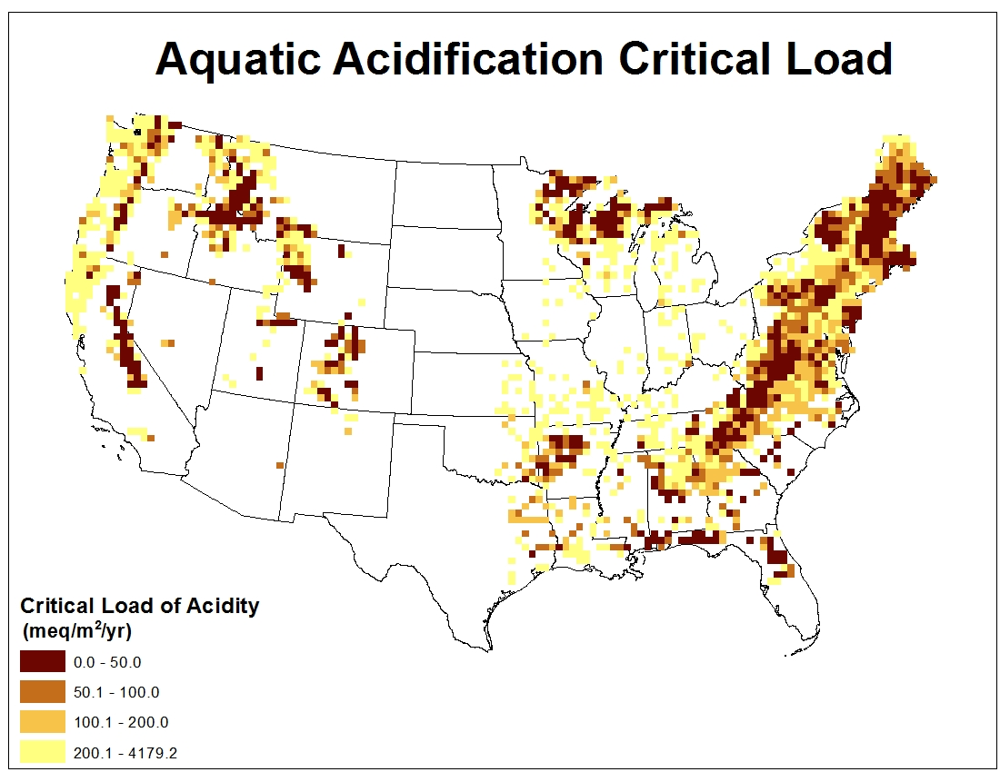 Aquatic Acidification Critical Load
Critical Load of Acidity
(meq/m²/yr)
0.0 - 50.0
50.1 - 100.0
100.1 - 200.0
200.1 - 4179.2